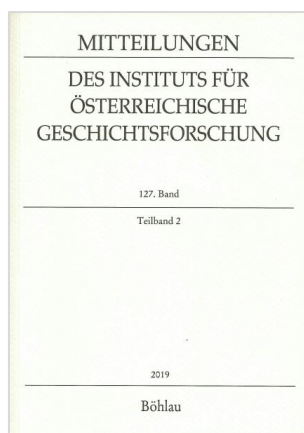 MITTEILUNGEN
DES INSTITUTS FÜR
ÖSTERREICHISCHE
GESCHICHTSFORSCHUNG
127. Band
Teilband 2
2019
Böhlau